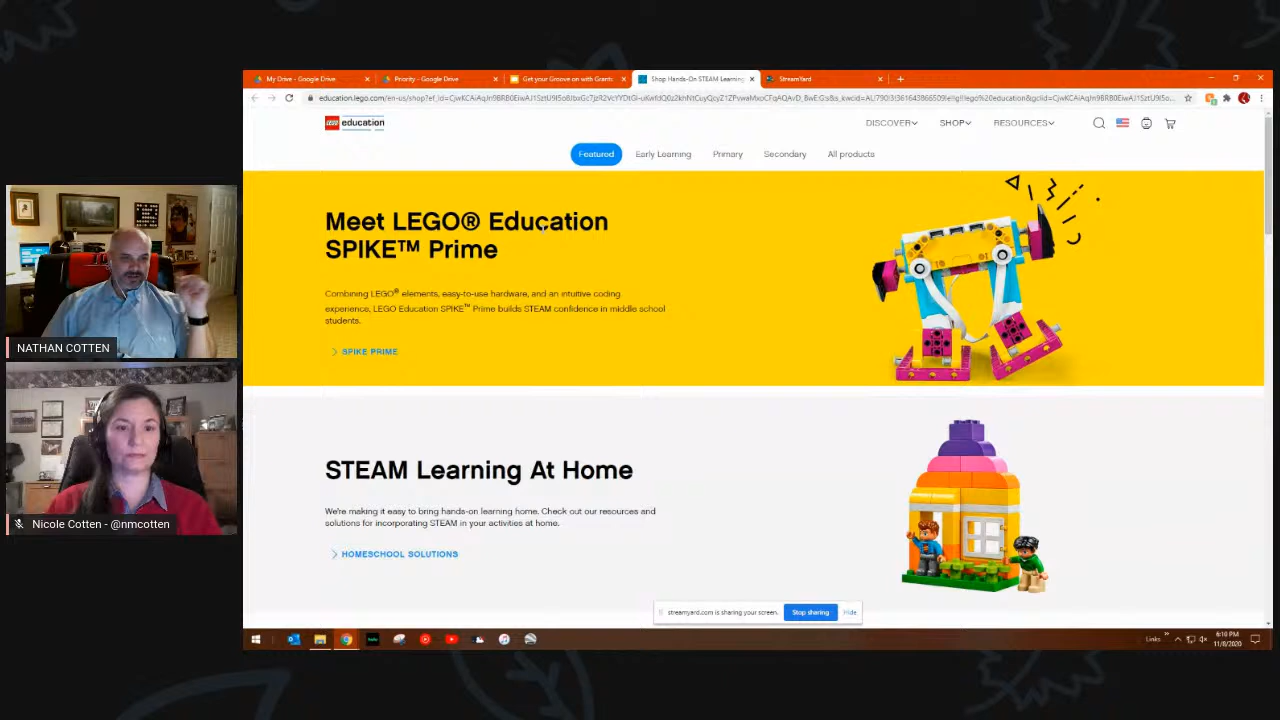 My Drive - Google Drive
Priority - Google Drive
Get your Groove on with Grants
Shop Hands-On STEAM Learning
StreamYard
LEGO education
DISCOVER
SHOP
RESOURCES
Featured
Early Learning
Primary
Secondary
All products
Meet LEGO® Education
SPIKE™ Prime
Combining LEGO® elements, easy-to-use hardware, and an intuitive coding
experience, LEGO Education SPIKE™ Prime builds STEAM confidence in middle school
students.
SPIKE PRIME
NATHAN COTTEN
STEAM Learning At Home
We're making it easy to bring hands-on learning home. Check out our resources and
solutions for incorporating STEAM in your activities at home.
HOMESCHOOL SOLUTIONS
Nicole Cotten - @nmcotten
streamyard.com is sharing your screen.
Stop sharing
Hide
hulu
Links
6:10 PM
11/8/2020